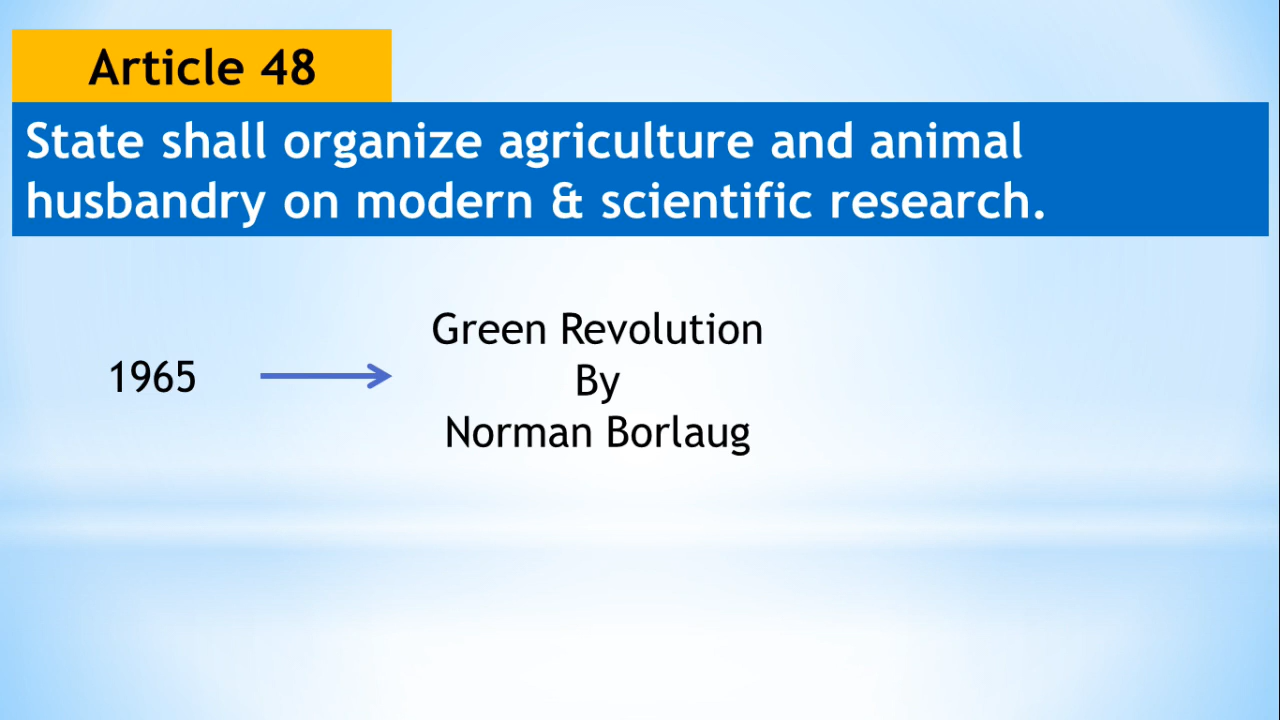 Article 48
State shall organize agriculture and animal
husbandry on modern & scientific research.
Green Revolution
1965
By
Norman Borlaug